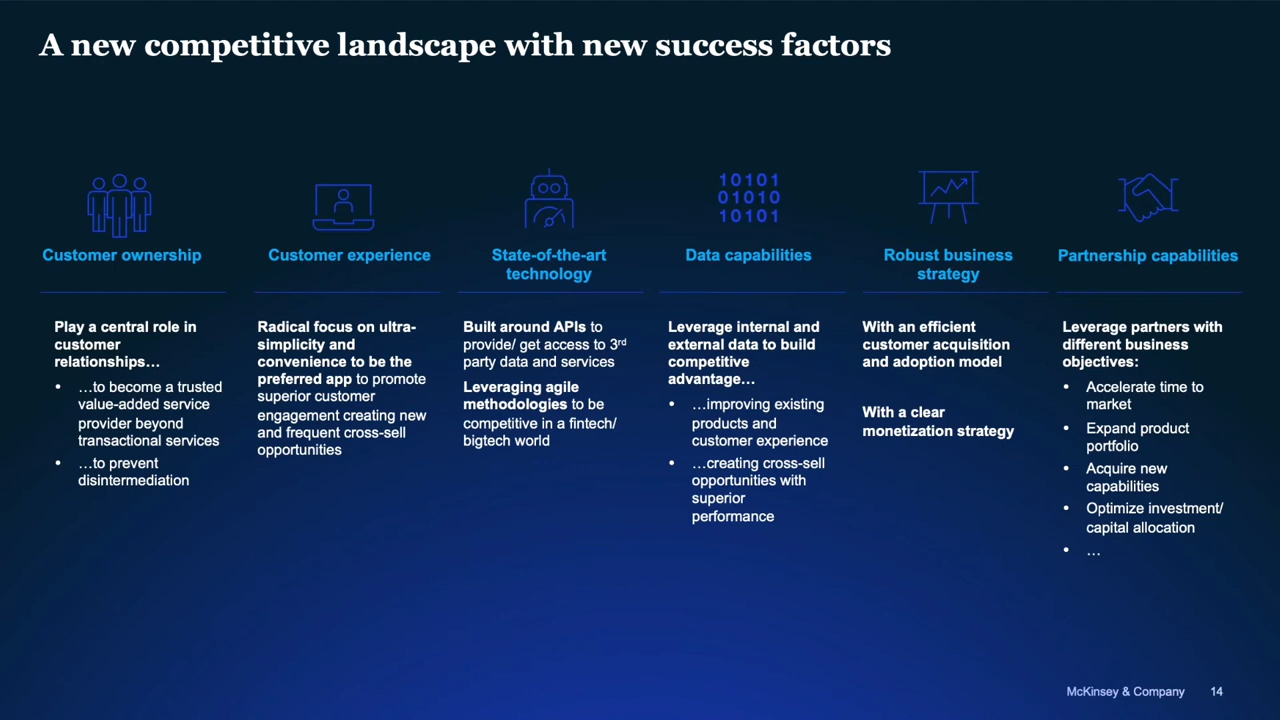 A new competitive landscape with new success factors
10101
01010
10101
Customer ownership
Play a central role in
customer
relationships…
• …to become a trusted
value-added service
provider beyond
transactional services
• …to prevent
disintermediation
Customer experience
Radical focus on ultra-
simplicity and
convenience to be the
preferred app to promote
superior customer
engagement creating new
and frequent cross-sell
opportunities
State-of-the-art
technology
Built around APIs to
provide/ get access to 3rd
party data and services
Leveraging agile
methodologies to be
competitive in a fintech/
bigtech world
Data capabilities
Leverage internal and
external data to build
competitive
advantage…
• …improving existing
products and
customer experience
• …creating cross-sell
opportunities with
superior
performance
Robust business
strategy
With an efficient
customer acquisition
and adoption model
With a clear
monetization strategy
Partnership capabilities
Leverage partners with
different business
objectives:
• Accelerate time to
market
• Expand product
portfolio
• Acquire new
capabilities
• Optimize investment/
capital allocation
• …
McKinsey & Company 14